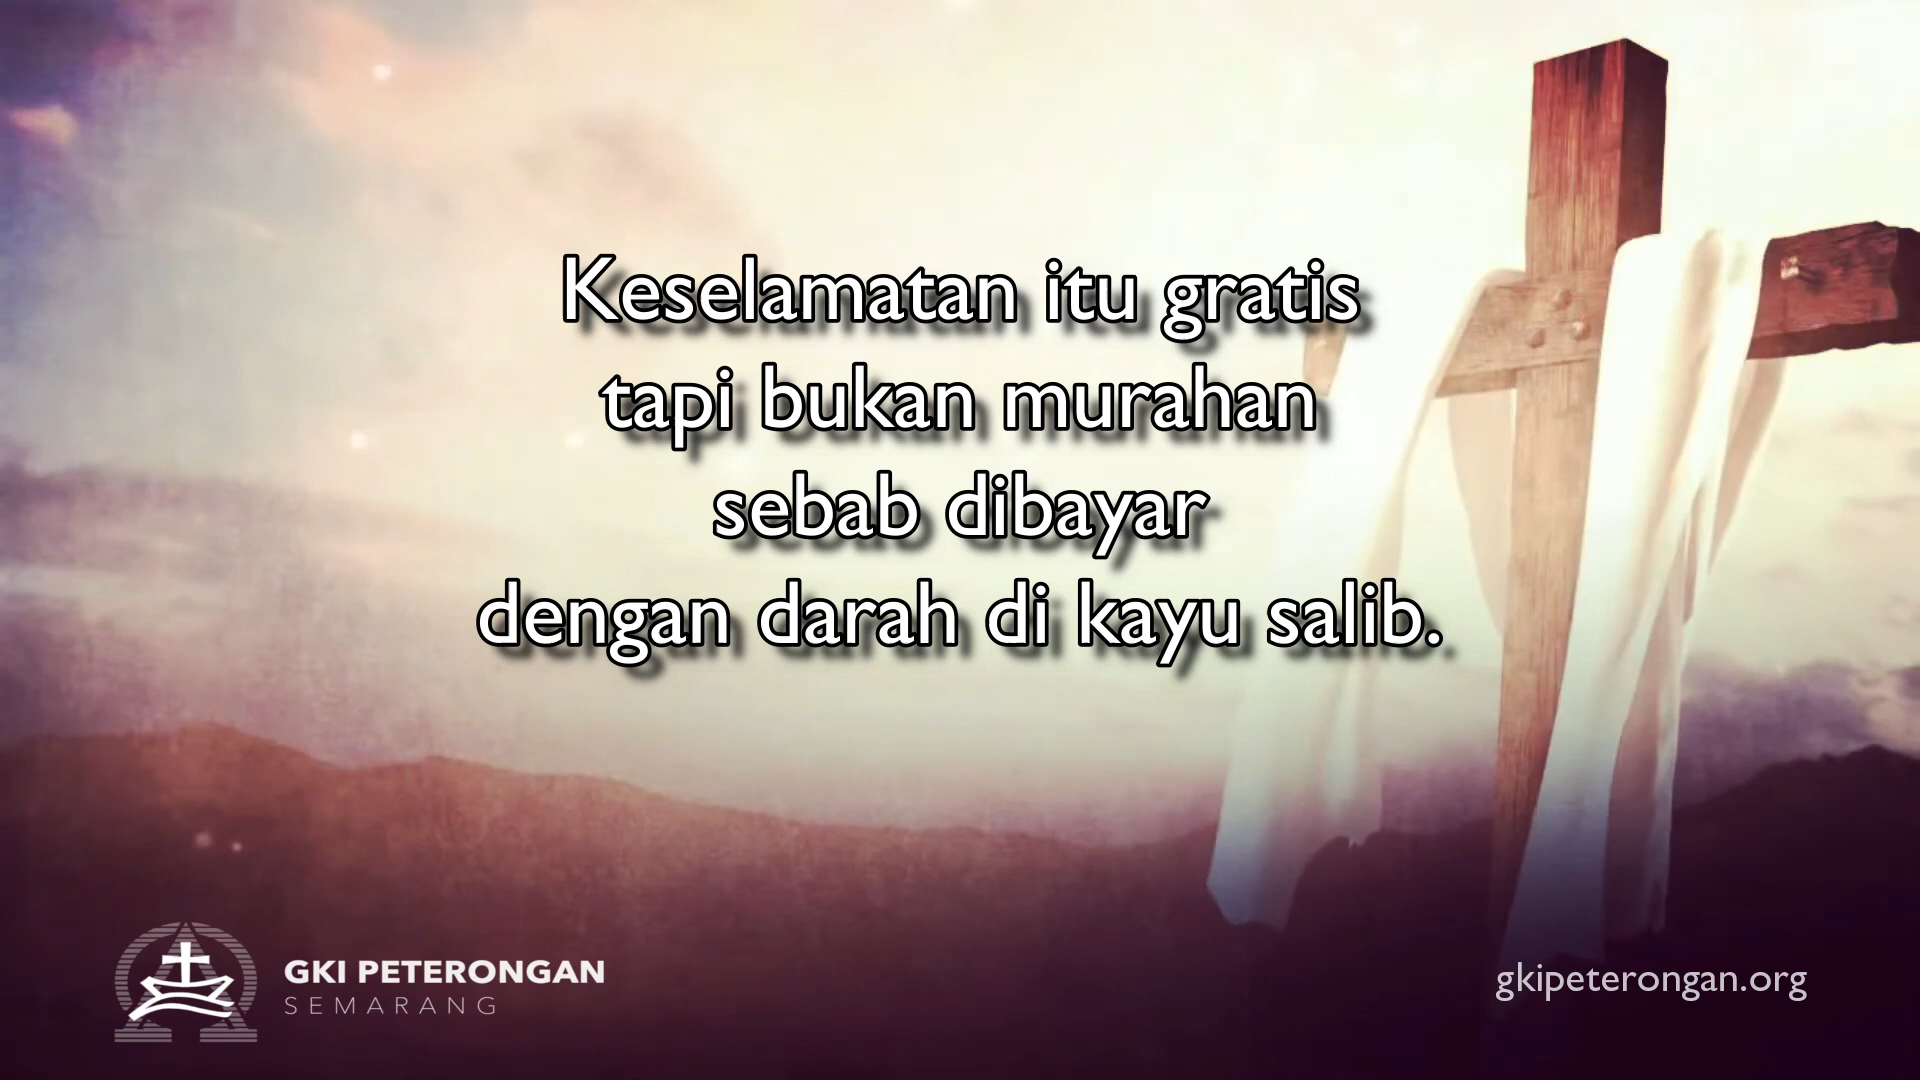 Keselamatan itu gratis
tapi bukan murahan
sebab dibayar
dengan darah di kayu salib.
GKI PETERONGAN
SEMARANG
gkipeterongan.org